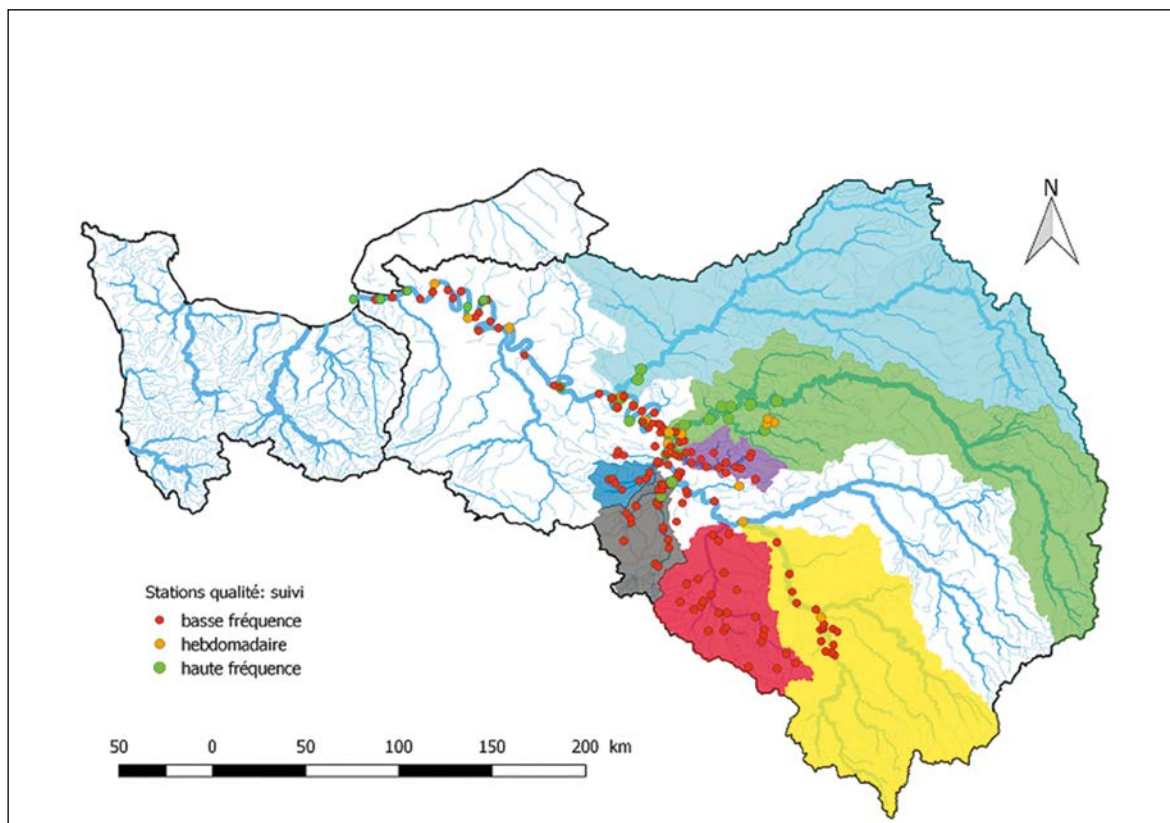 N
Stations qualité: suivi
basse fréquence
hebdomadaire
haute fréquence
50 0 50 100 150 200 km